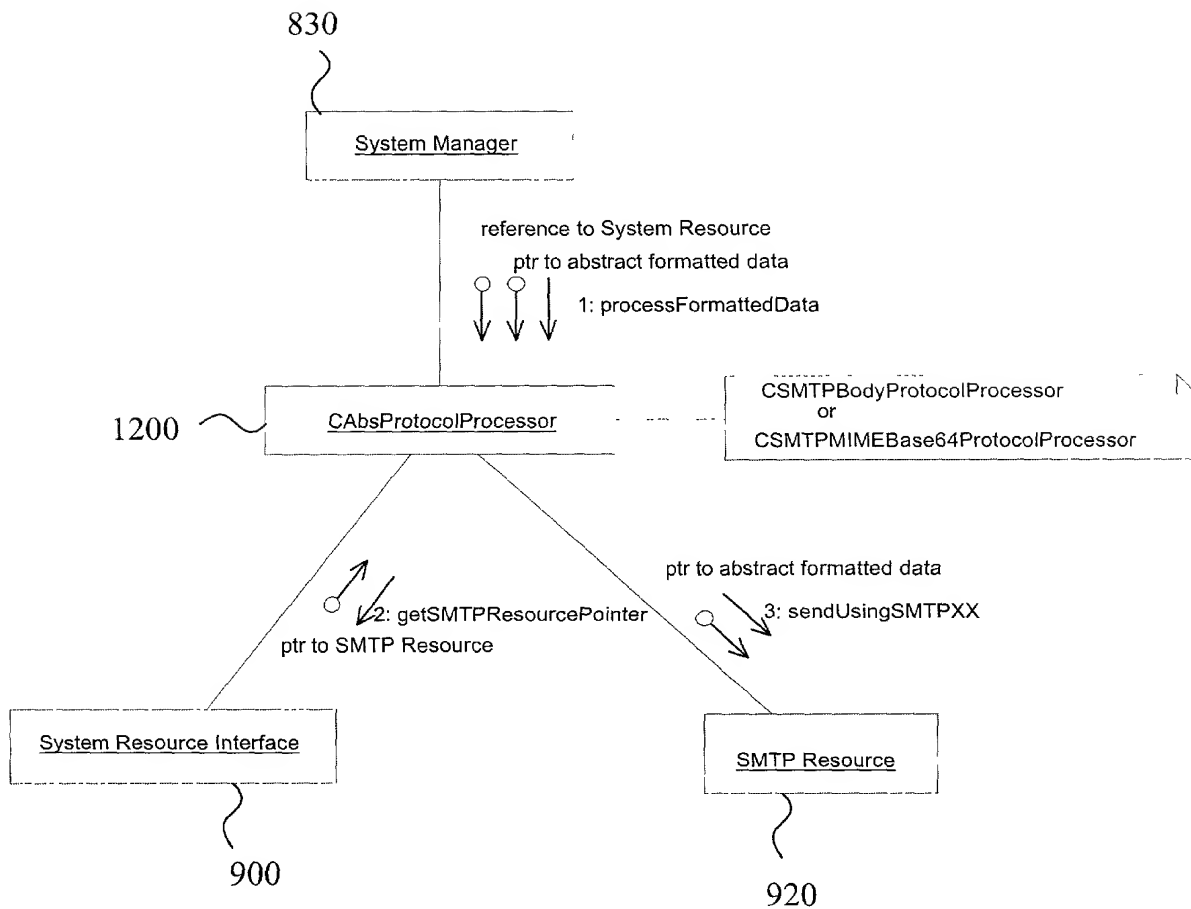 830
System Manager
reference to System Resource
ptr to abstract formatted data
1: processFormattedData
1200
CAbsProtocolProcessor
CSMTPBodyProtocolProcessor
or
CSMTPMIMEBase64ProtocolProcessor
2: getSMTPResourcePointer
ptr to SMTP Resource
ptr to abstract formatted data
3: sendUsingSMTPXX
System Resource Interface
SMTP Resource
900
920